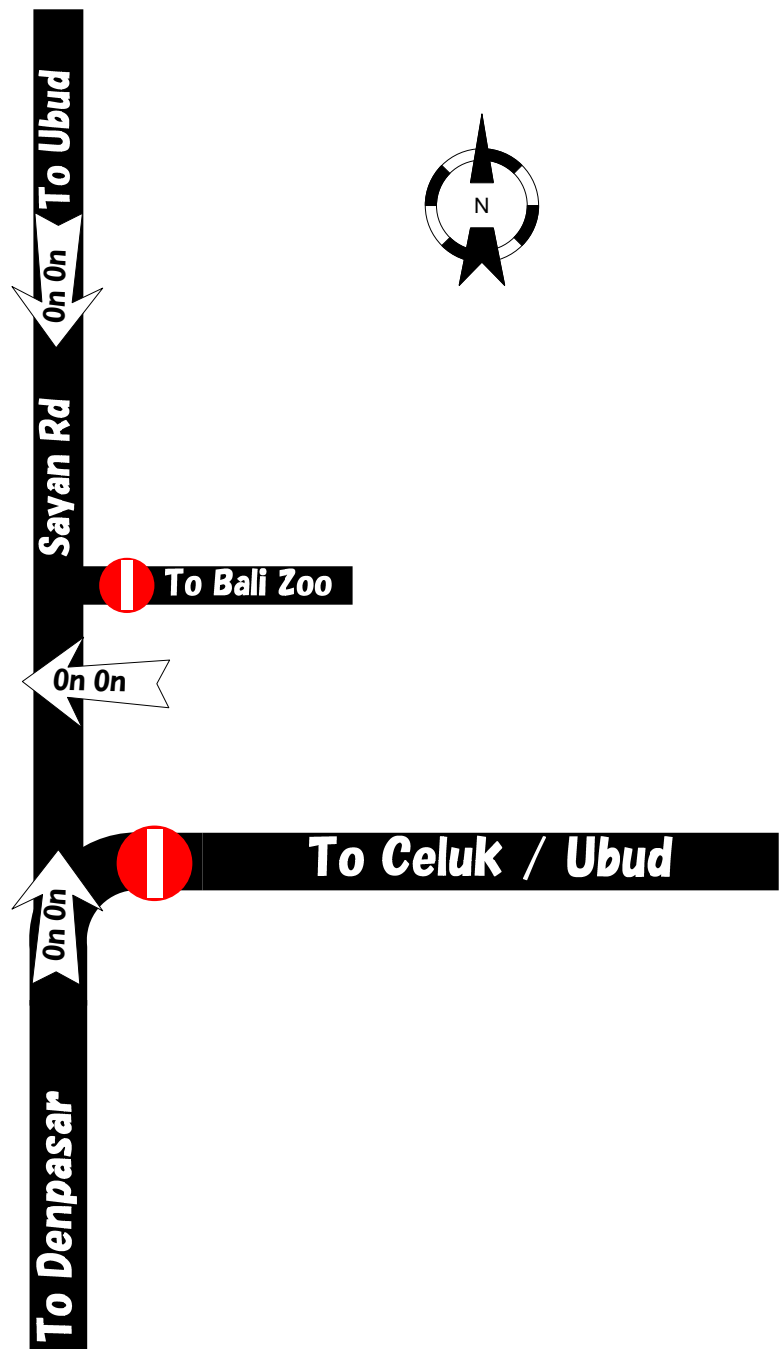 To Ubud
N
On On
Sayan Rd
To Bali Zoo
On On
To Celuk / Ubud
On On
To Denpasar